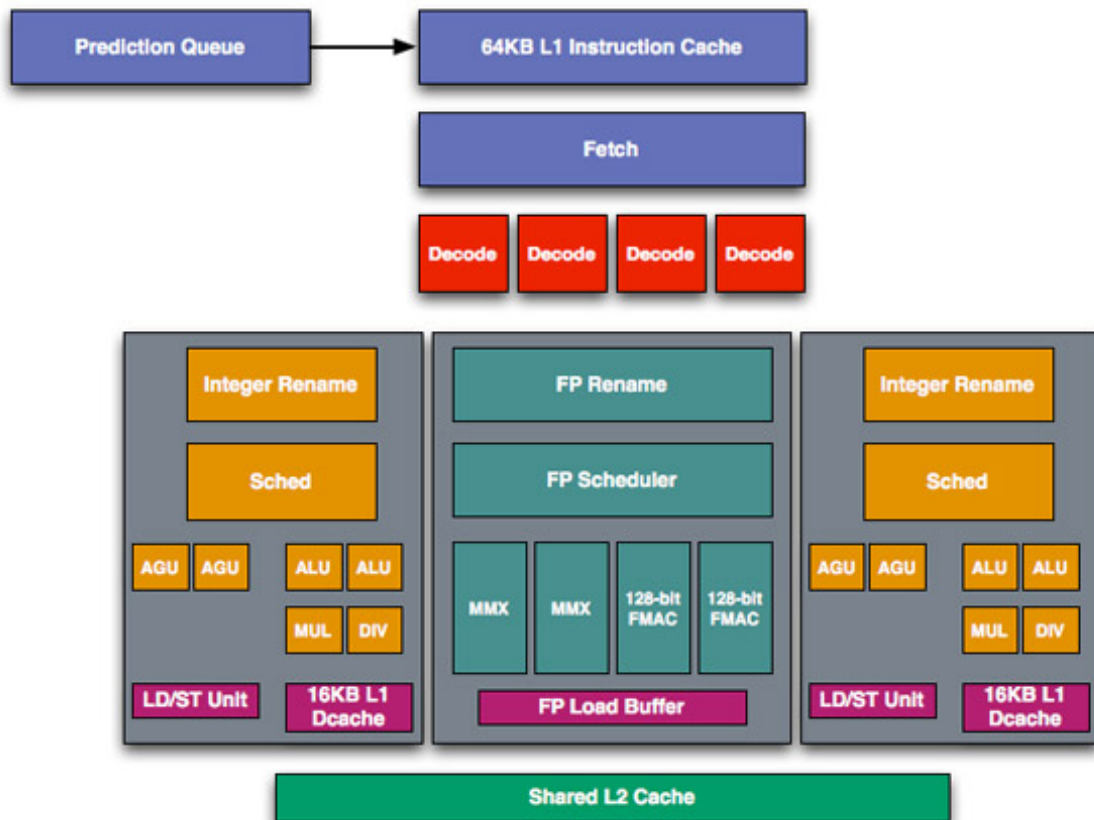 Prediction Queue
64KB L1 Instruction Cache
Fetch
Decode Decode Decode Decode
Integer Rename
FP Rename
Integer Rename
Sched
FP Scheduler
Sched
AGU AGU ALU ALU
MUL DIV
MMX MMX
128-bit
FMAC
128-bit
FMAC
AGU AGU ALU ALU
MUL DIV
LD/ST Unit
16KB L1
Dcache
FP Load Buffer
LD/ST Unit
16KB L1
Dcache
Shared L2 Cache